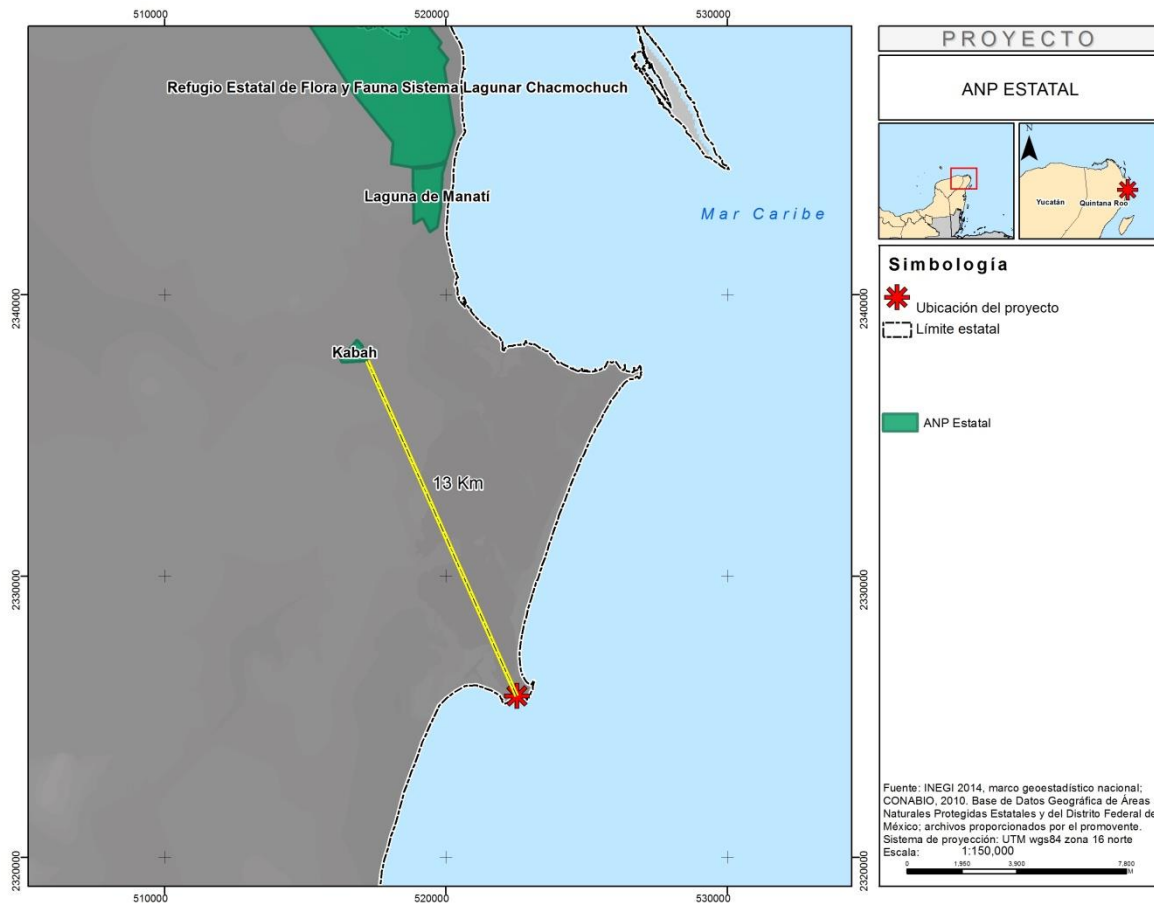 510000
520000
530000
Refugio Estatal de Flora y Fauna Sistema Lagunar Chacmochuch
Laguna de Manatí
Mar Caribe
2340000
2340000
Kabah
13 Km
2330000
2330000
2320000
2320000
510000
520000
530000
PROYECTO
ANP ESTATAL
N
Yucatán
Quintana Roo
Simbología
Ubicación del proyecto
Límite estatal
ANP Estatal
Fuente: INEGI 2014, marco geoestadístico nacional;
CONABIO, 2010. Base de Datos Geográfica de Áreas
Naturales Protegidas Estatales y del Distrito Federal de
México; archivos proporcionados por el promovente.
Sistema de proyección: UTM wgs84 zona 16 norte
Escala: 1:150,000
0 1,950 3,900 7,800
M